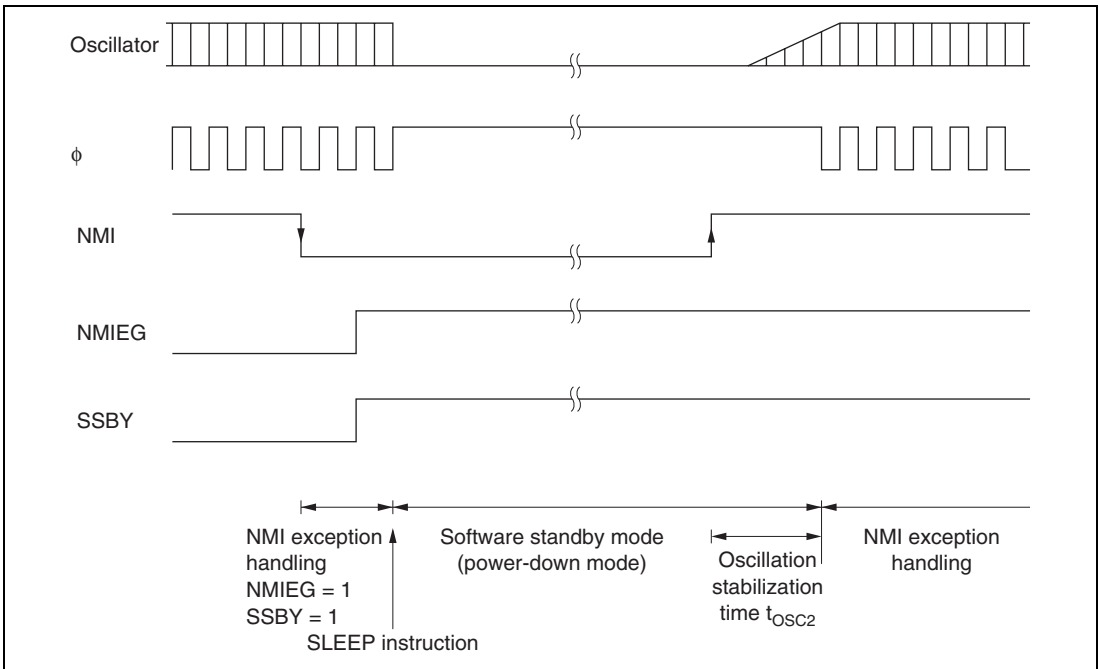 Oscillator
ϕ
NMI
NMIEG
SSBY
NMI exception
handling
NMIEG = 1
SSBY = 1
SLEEP instruction
Software standby mode
(power-down mode)
Oscillation
stabilization
time tOSC2
NMI exception
handling